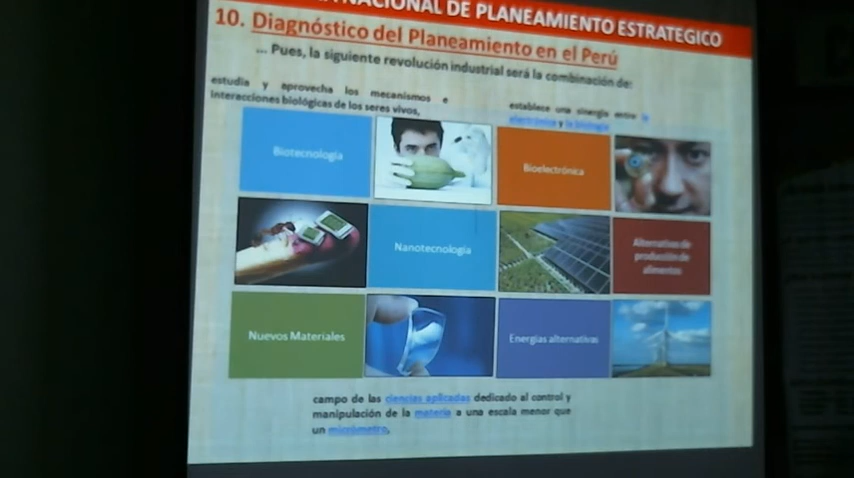 NACIONAL DE PLANEAMIENTO ESTRATEGICO
10. Diagnóstico del Planeamiento en el Perú
... Pues, la siguiente revolución industrial será la combinación de:
estudia y aprovecha los mecanismos e
interacciones biológicas de los seres vivos,
establece una sinergia entre la
electrónica y la biología
Biotecnología
Bioelectrónica
Nanotecnología
Alternativas de
producción de
alimentos
Nuevos Materiales
Energías alternativas
campo de las ciencias aplicadas dedicado al control y
manipulación de la materia a una escala menor que
un micrómetro,